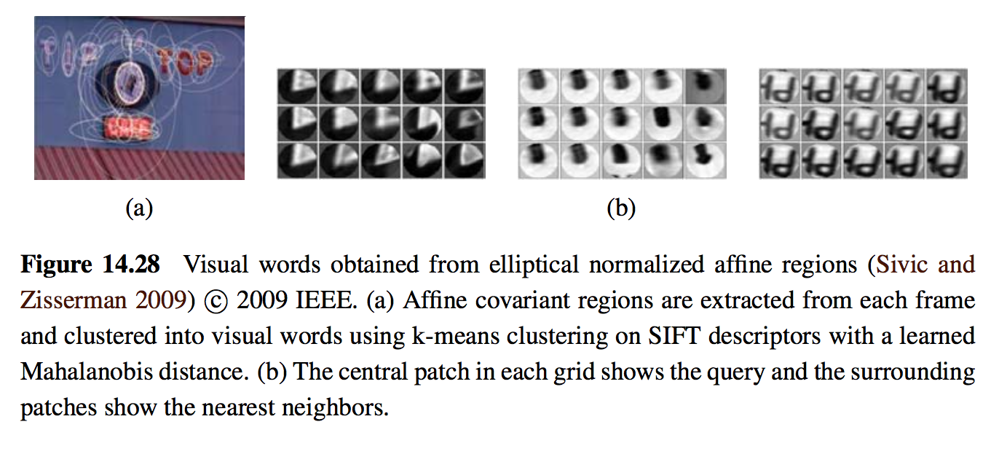 TIP TOP
CAFE
(a)
(b)
Figure 14.28 Visual words obtained from elliptical normalized affine regions (Sivic and
Zisserman 2009) © 2009 IEEE. (a) Affine covariant regions are extracted from each frame
and clustered into visual words using k-means clustering on SIFT descriptors with a learned
Mahalanobis distance. (b) The central patch in each grid shows the query and the surrounding
patches show the nearest neighbors.